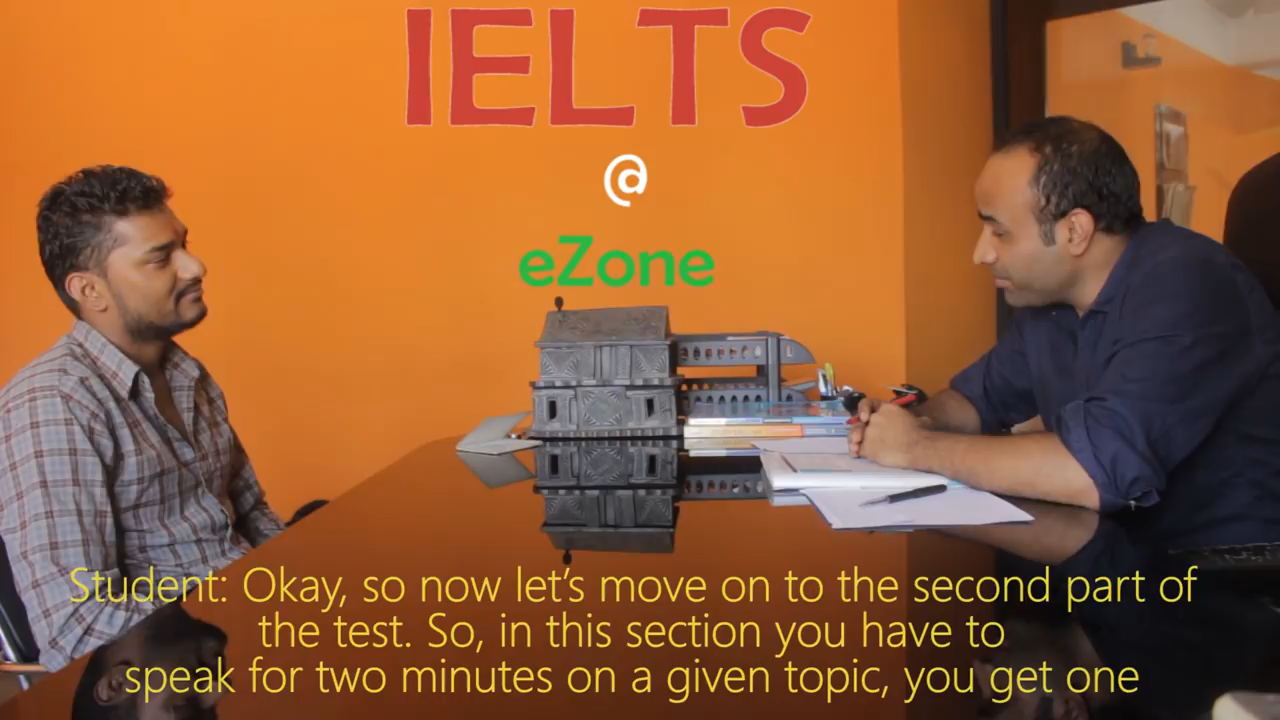 IELTS
@
eZone
Student: Okay, so now let's move on to the second part of
the test. So, in this section you have to
speak for two minutes on a given topic, you get one